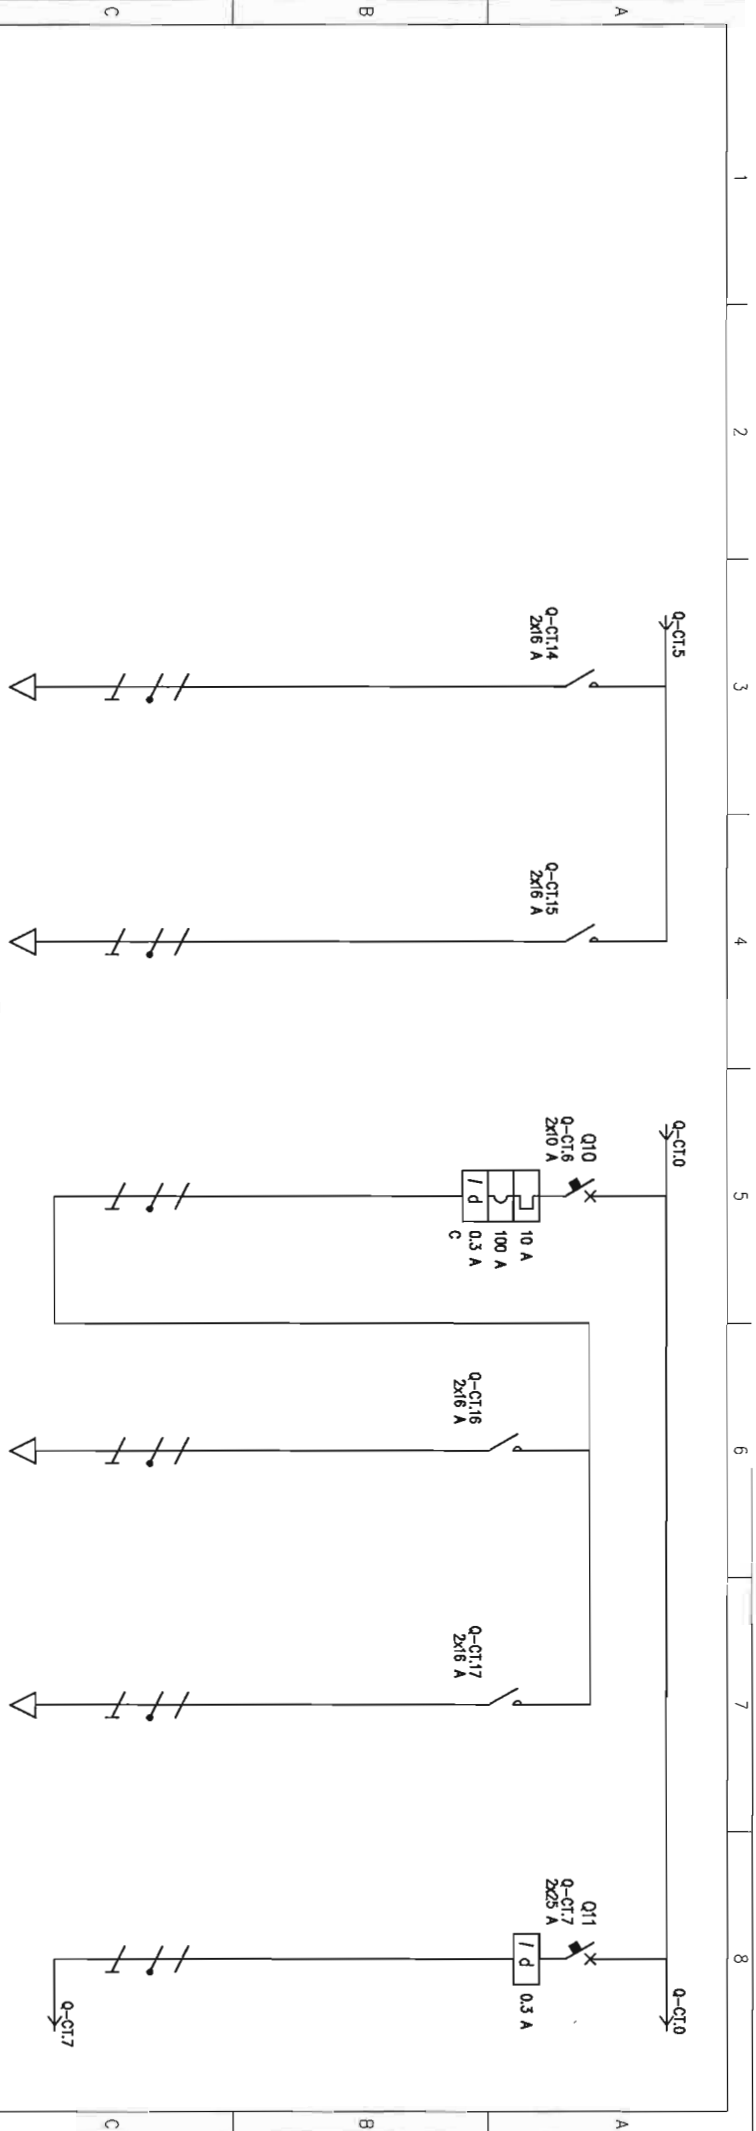 1
2
3
4
5
6
7
8
A
B
C
Q-CT.5
Q-CT.14
2x16 A
Q-CT.15
2x16 A
Q-CT.0
Q10
Q-CT.6
2x10 A
10 A
100 A
I d
0.3 A
C
Q-CT.16
2x16 A
Q-CT.17
2x16 A
Q11
Q-CT.7
2x25 A
I d
0.3 A
Q-CT.0
Q-CT.7
A
B
C